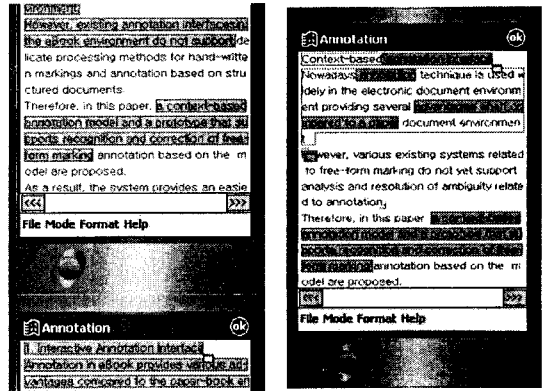 vironment.
However, existing annotation interfaces in
the eBook environment do not support de
licate processing methods for hand-writte
n markings and annotation based on stru
ctured documents.
Therefore, in this paper, a context-based
annotation model and a prototype that su
pports recognition and correction of free-
form marking annotation based on the m
odel are proposed.
As a result, the system provides an easie
<<< >>>
File Mode Format Help
Annotation ok
1. Interactive Annotation Interface
Annotation in eBook provides various ad-
vantages compared to the paper-book en
Annotation ok
Context-based
Nowadays technique is used w
idely in the electronic document environm
ent providing several
document environmen
t
However, various existing systems related
to free-form marking do not yet support
analysis and resolution of ambiguity relate
d to annotation.
Therefore, in this paper
annotation based on the m
odel are proposed.
<<< >>>
File Mode Format Help